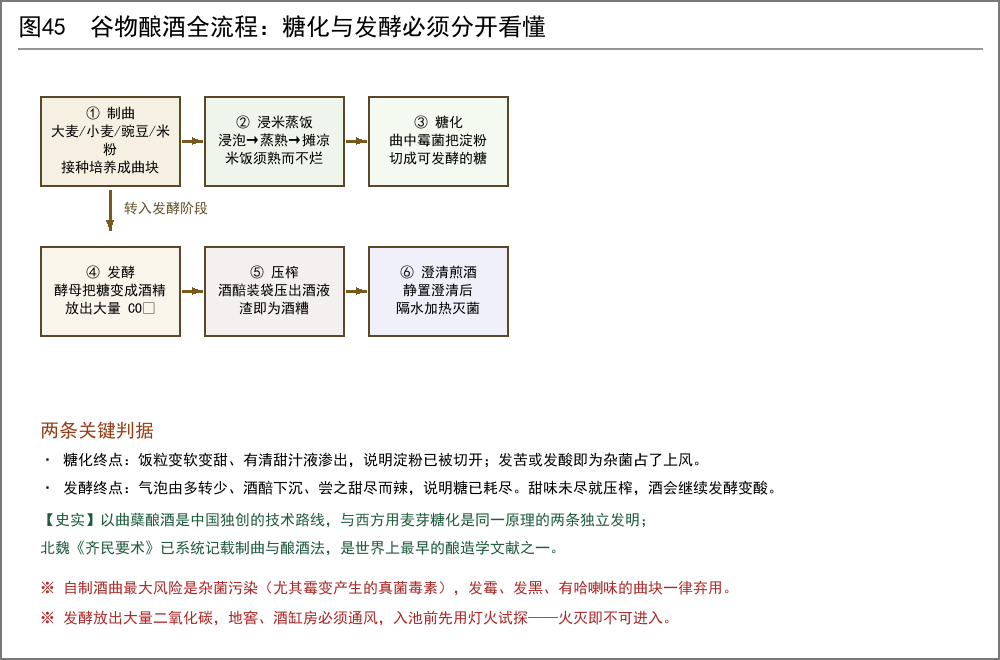 图45 谷物酿酒全流程：糖化与发酵必须分开看懂
① 制曲
大麦/小麦/豌豆/米
粉
接种培养成曲块
② 浸米蒸饭
浸泡→蒸熟→摊凉
米饭须熟而不烂
③ 糖化
曲中霉菌把淀粉
切成可发酵的糖
转入发酵阶段
④ 发酵
酵母把糖变成酒精
放出大量 CO□
⑤ 压榨
酒醅装袋压出酒液
渣即为酒糟
⑥ 澄清煎酒
静置澄清后
隔水加热灭菌
两条关键判据
· 糖化终点：饭粒变软变甜、有清甜汁液渗出，说明淀粉已被切开；发苦或发酸即为杂菌占了上风。
· 发酵终点：气泡由多转少、酒醅下沉、尝之甜尽而辣，说明糖已耗尽。甜味未尽就压榨，酒会继续发酵变酸。
【史实】以曲蘖酿酒是中国独创的技术路线，与西方用麦芽糖化是同一原理的两条独立发明；
北魏《齐民要术》已系统记载制曲与酿酒法，是世界上最早的酿造学文献之一。
※ 自制酒曲最大风险是杂菌污染（尤其霉变产生的真菌毒素），发霉、发黑、有哈喇味的曲块一律弃用。
※ 发酵放出大量二氧化碳，地窖、酒缸房必须通风，入池前先用灯火试探——火灭即不可进入。